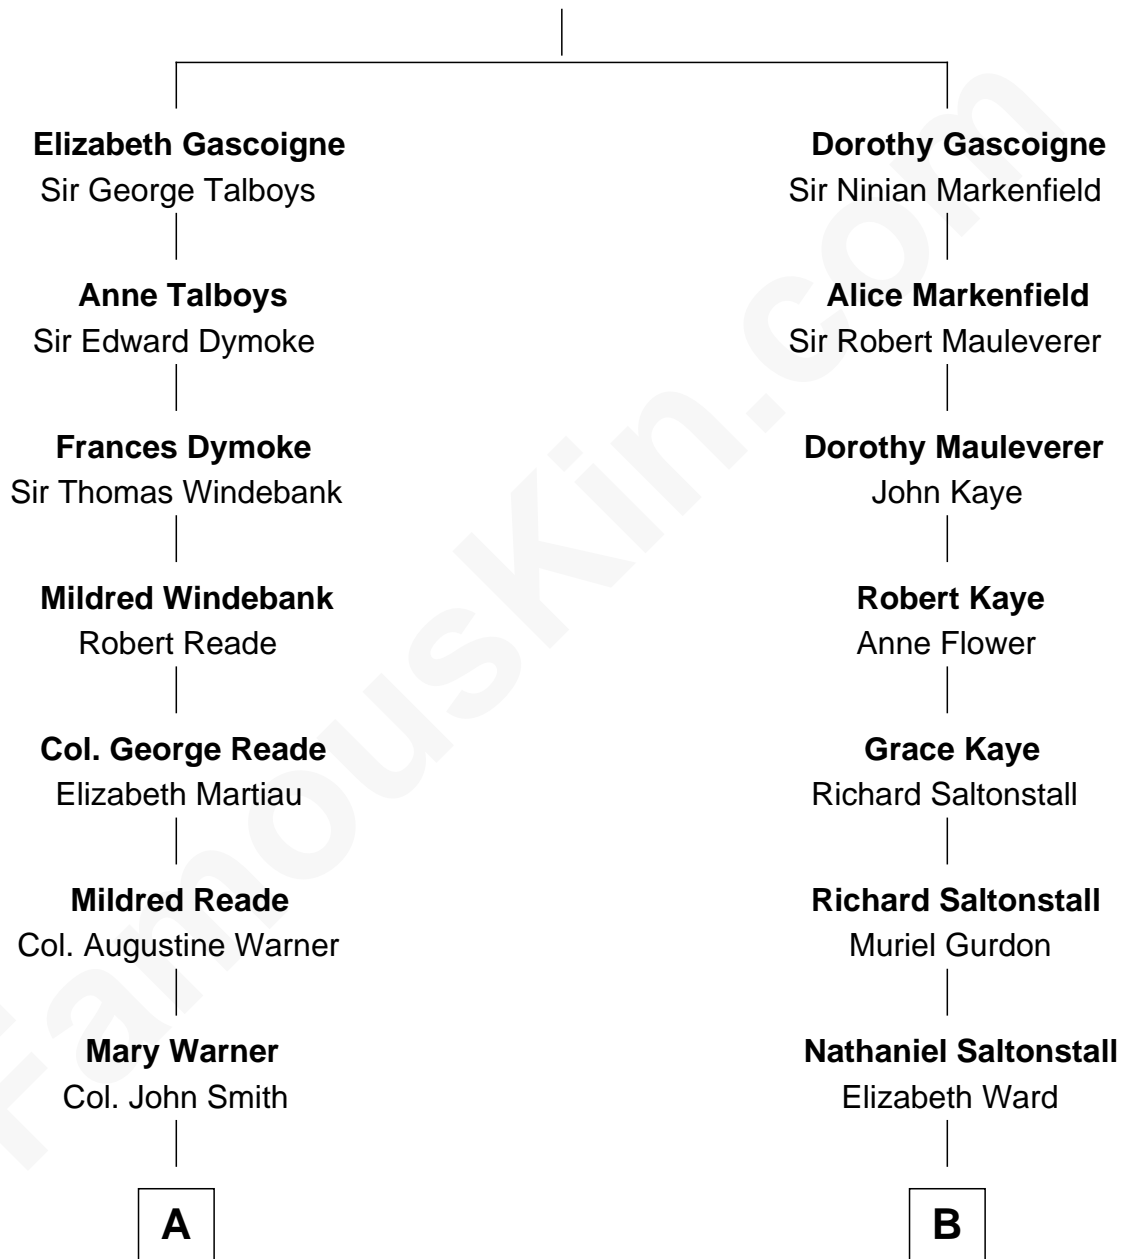 Elizabeth Gascoigne
Sir George Talboys
Anne Talboys
Sir Edward Dymoke
Frances Dymoke
Sir Thomas Windebank
Mildred Windebank
Robert Reade
Col. George Reade
Elizabeth Martiau
Mildred Reade
Col. Augustine Warner
Mary Warner
Col. John Smith
A
Dorothy Gascoigne
Sir Ninian Markenfield
Alice Markenfield
Sir Robert Mauleverer
Dorothy Mauleverer
John Kaye
Robert Kaye
Anne Flower
Grace Kaye
Richard Saltonstall
Richard Saltonstall
Muriel Gurdon
Nathaniel Saltonstall
Elizabeth Ward
B
FamousKin.com